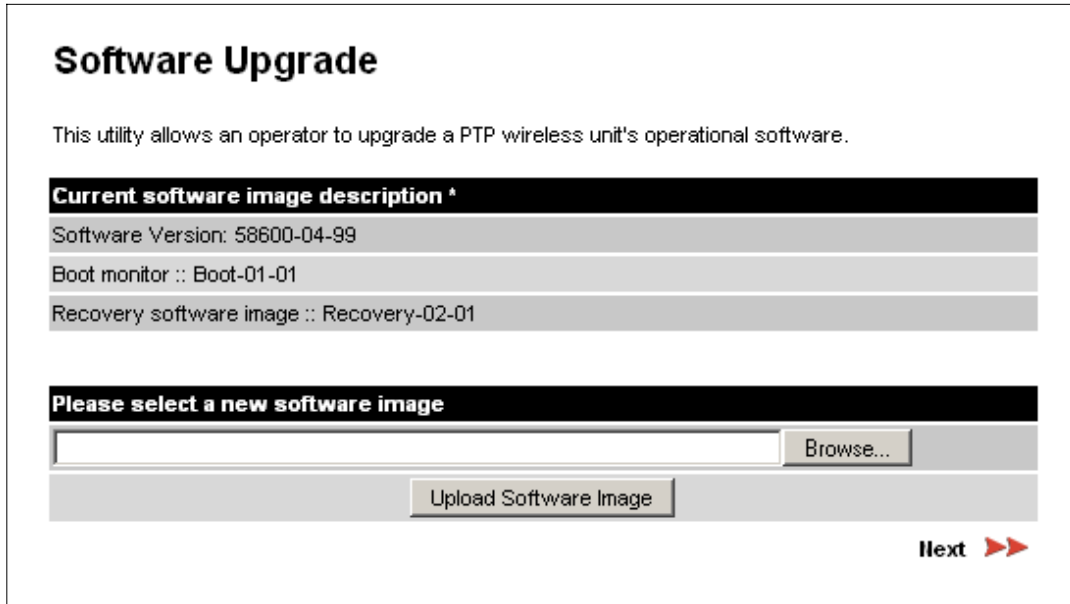 Software Upgrade
This utility allows an operator to upgrade a PTP wireless unit's operational software.
Current software image description *
Software Version: 58600-04-99
Boot monitor :: Boot-01-01
Recovery software image :: Recovery-02-01
Please select a new software image
Browse...
Upload Software Image
Next